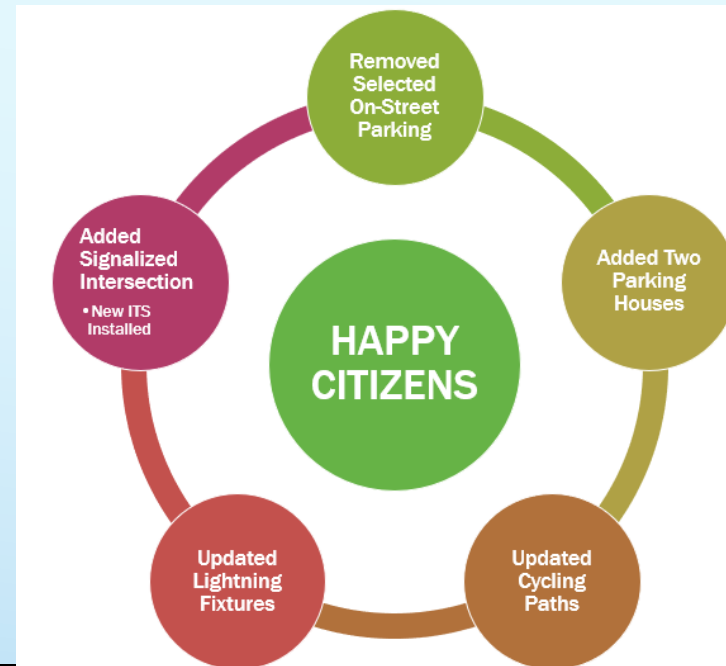 Removed
Selected
On-Street
Parking
Added Two
Parking
Houses
Updated
Cycling
Paths
Updated
Lightning
Fixtures
Added
Signalized
Intersection
• New ITS
Installed
HAPPY
CITIZENS